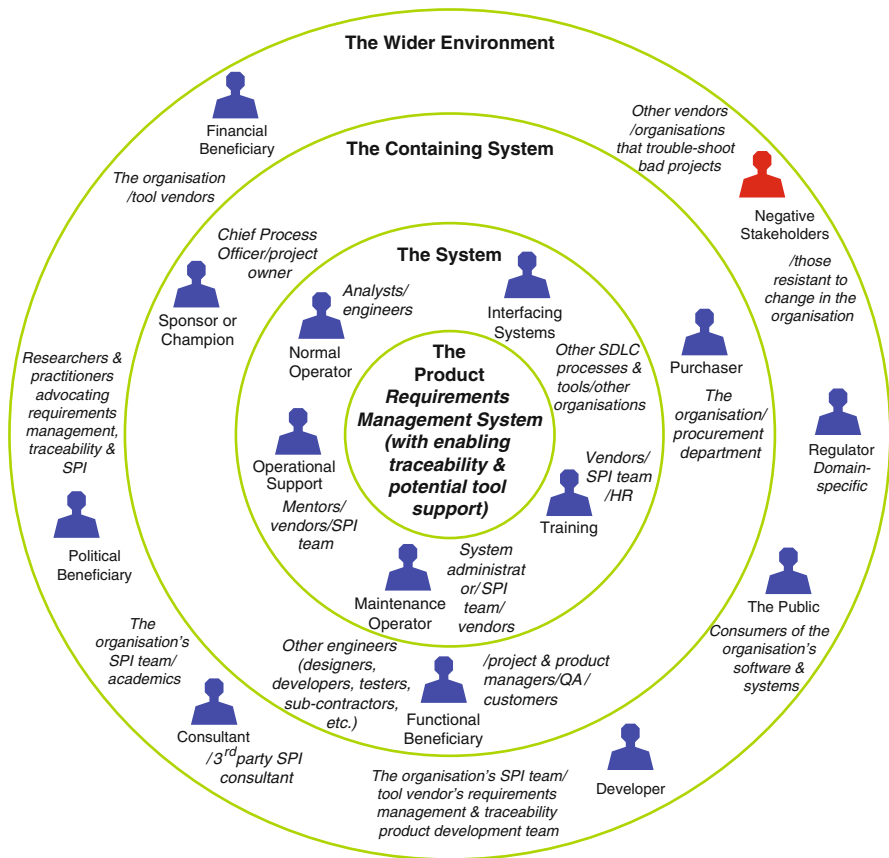 The Wider Environment
Financial
Beneficiary
The organisation
/tool vendors
Other vendors
/organisations
that trouble-shoot
bad projects
Negative
Stakeholders
/those
resistant to
change in the
organisation
The Containing System
Chief Process
Officer/project
owner
Sponsor or
Champion
The System
Analysts/
engineers
Normal
Operator
Interfacing
Systems
Other SDLC
processes &
tools/other
organisations
Purchaser
The
organisation/
procurement
department
Regulator
Domain-
specific
Researchers &
practitioners
advocating
requirements
management,
traceability &
SPI
Political
Beneficiary
The
Product
Requirements
Management System
(with enabling
traceability &
potential tool
support)
Operational
Support
Mentors/
vendors/SPI
team
Vendors/
SPI team
/HR
Training
Maintenance
Operator
System
administrat
or/SPI
team/
vendors
The Public
Consumers of the
organisation's
software &
systems
The
organisation's
SPI team/
academics
Consultant
/3rd party SPI
consultant
Other engineers
(designers,
developers, testers,
sub-contractors,
etc.)
Functional
Beneficiary
/project & product
managers/QA/
customers
The organisation's SPI team/
tool vendor's requirements
management & traceability
product development team
Developer